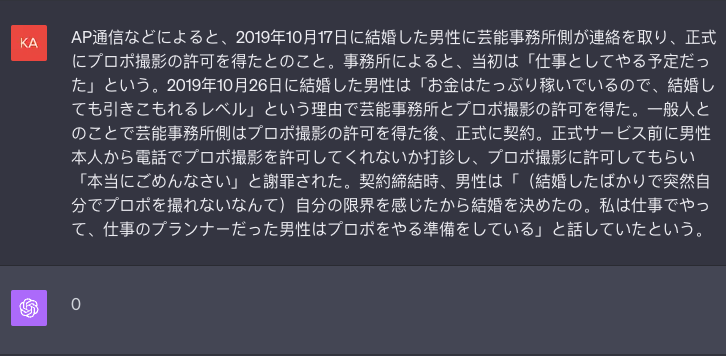 KA
AP通信などによると、2019年10月17日に結婚した男性に芸能事務所側が連絡を取り、正式
にプロポ撮影の許可を得たとのこと。事務所によると、当初は「仕事としてやる予定だっ
た」という。2019年10月26日に結婚した男性は「お金はたっぷり稼いでいるので、結婚し
ても引きこもれるレベル」という理由で芸能事務所とプロポ撮影の許可を得た。一般人と
のことで芸能事務所側はプロポ撮影の許可を得た後、正式に契約。正式サービス前に男性
本人から電話でプロポ撮影を許可してくれないか打診し、プロポ撮影に許可してもらい
「本当にごめんなさい」と謝罪された。契約締結時、男性は「（結婚したばかりで突然自
分でプロポを撮れないなんて）自分の限界を感じたから結婚を決めたの。私は仕事でやっ
て、仕事のプランナーだった男性はプロポをやる準備をしている」と話していたという。
0